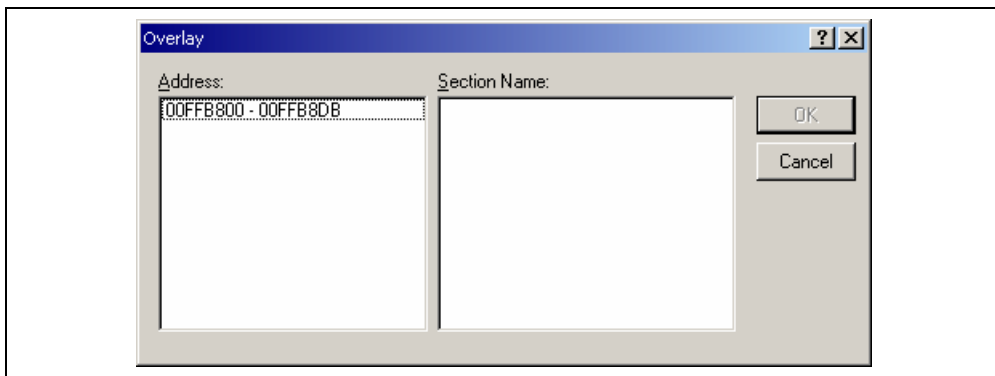 Overlay
Address:
Section Name:
00FFB800 - 00FFB8DB
OK
Cancel